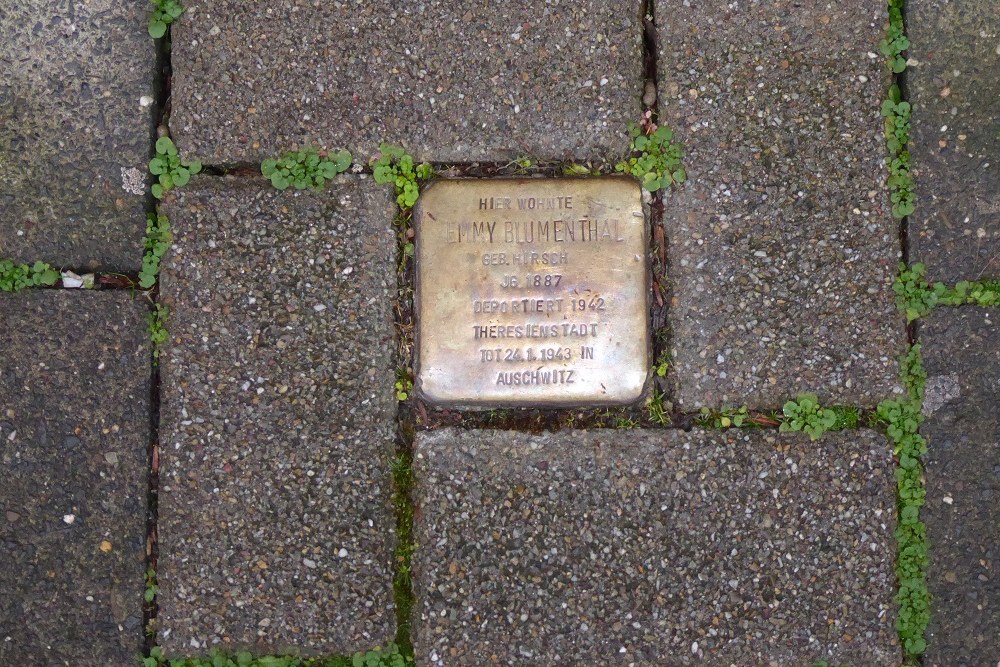 HIER WOHNTE
EMMY BLUMENTHAL
GEB. HIRSCH
JG. 1887
DEPORTIERT 1942
THERESIENSTADT
TOT 24.1.1943 IN
AUSCHWITZ